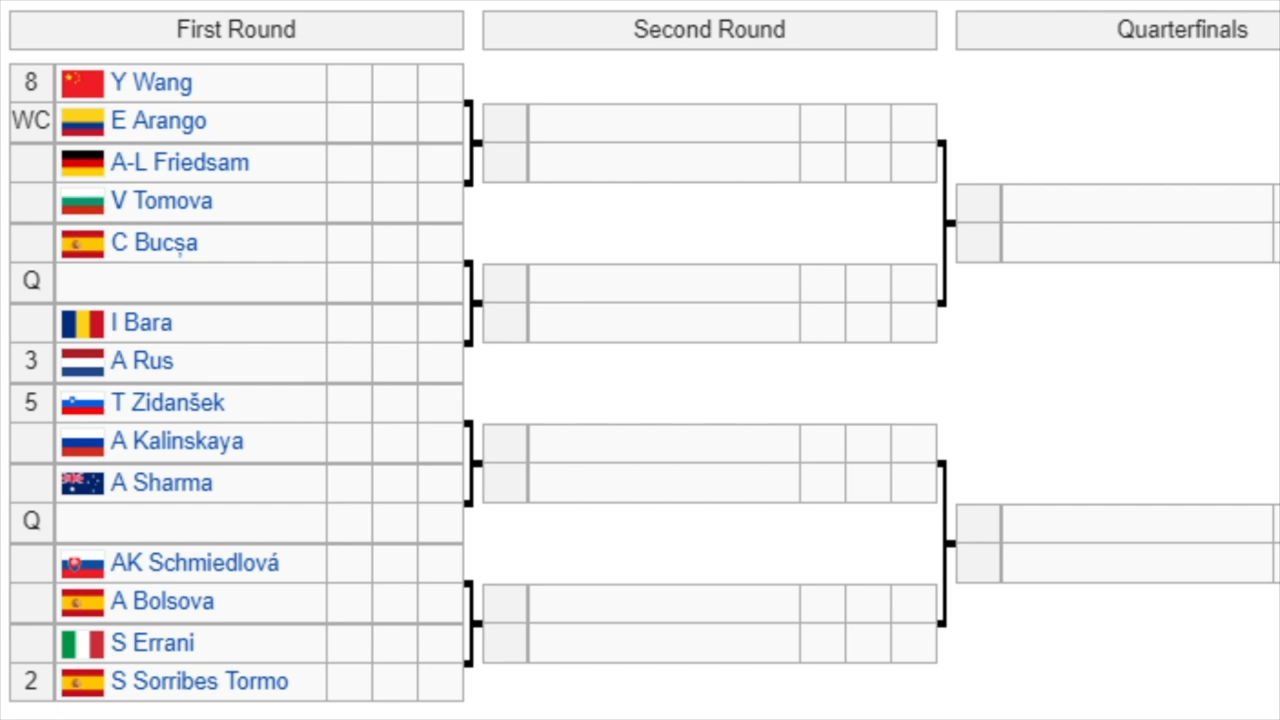 First Round Second Round Quarterfinals
8 Y Wang
WC E Arango
A-L Friedsam
V Tomova
C Bucșa
Q
I Bara
3 A Rus
5 T Zidanšek
A Kalinskaya
A Sharma
Q
AK Schmiedlová
A Bolsova
S Errani
2 S Sorribes Tormo